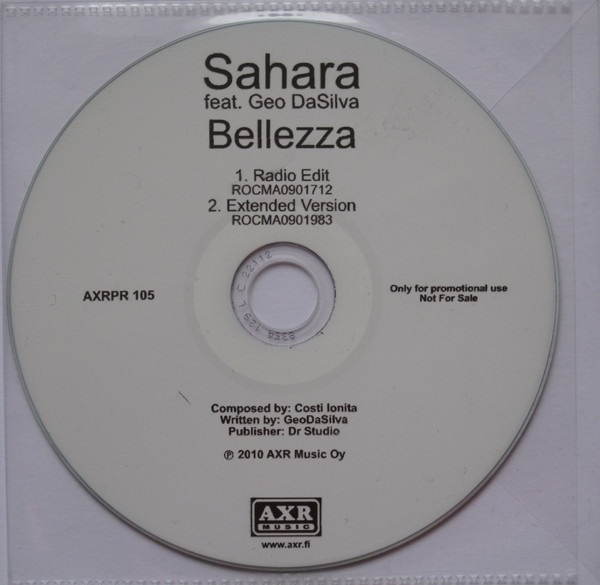 Sahara
feat. Geo DaSilva
Bellezza
1. Radio Edit
ROCMA0901712
2. Extended Version
ROCMA0901983
AXRPR 105
Only for promotional use
Not For Sale
Composed by: Costi Ionita
Written by: GeoDaSilva
Publisher: Dr Studio
℗ 2010 AXR Music Oy
AXR
MUSIC
www.axr.fi